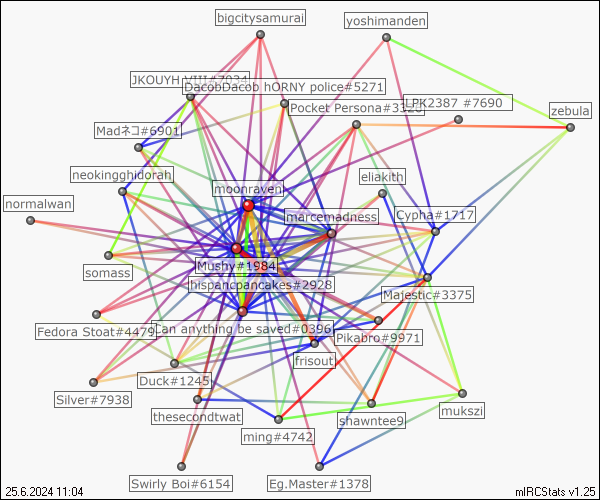 bigcitysamurai
yoshimanden
JKOUYH VIII#7034
DacobDacob hORNY police#5271
Pocket Persona#3326
LPK2387 #7690
zebula
Madネコ#6901
neokingghidorah
eliakith
moonraven
normalwan
marcemadness
Cypha#1717
Mushy#1984
somass
hispancpancakes#2928
Majestic#3375
Fedora Stoat#4479
Can anything be saved#0396
Pikabro#9971
frisout
Duck#1245
Silver#7938
thesecondtwat
mukszi
shawntee9
ming#4742
Swirly Boi#6154
Eg.Master#1378
25.6.2024 11:04
mIRCStats v1.25